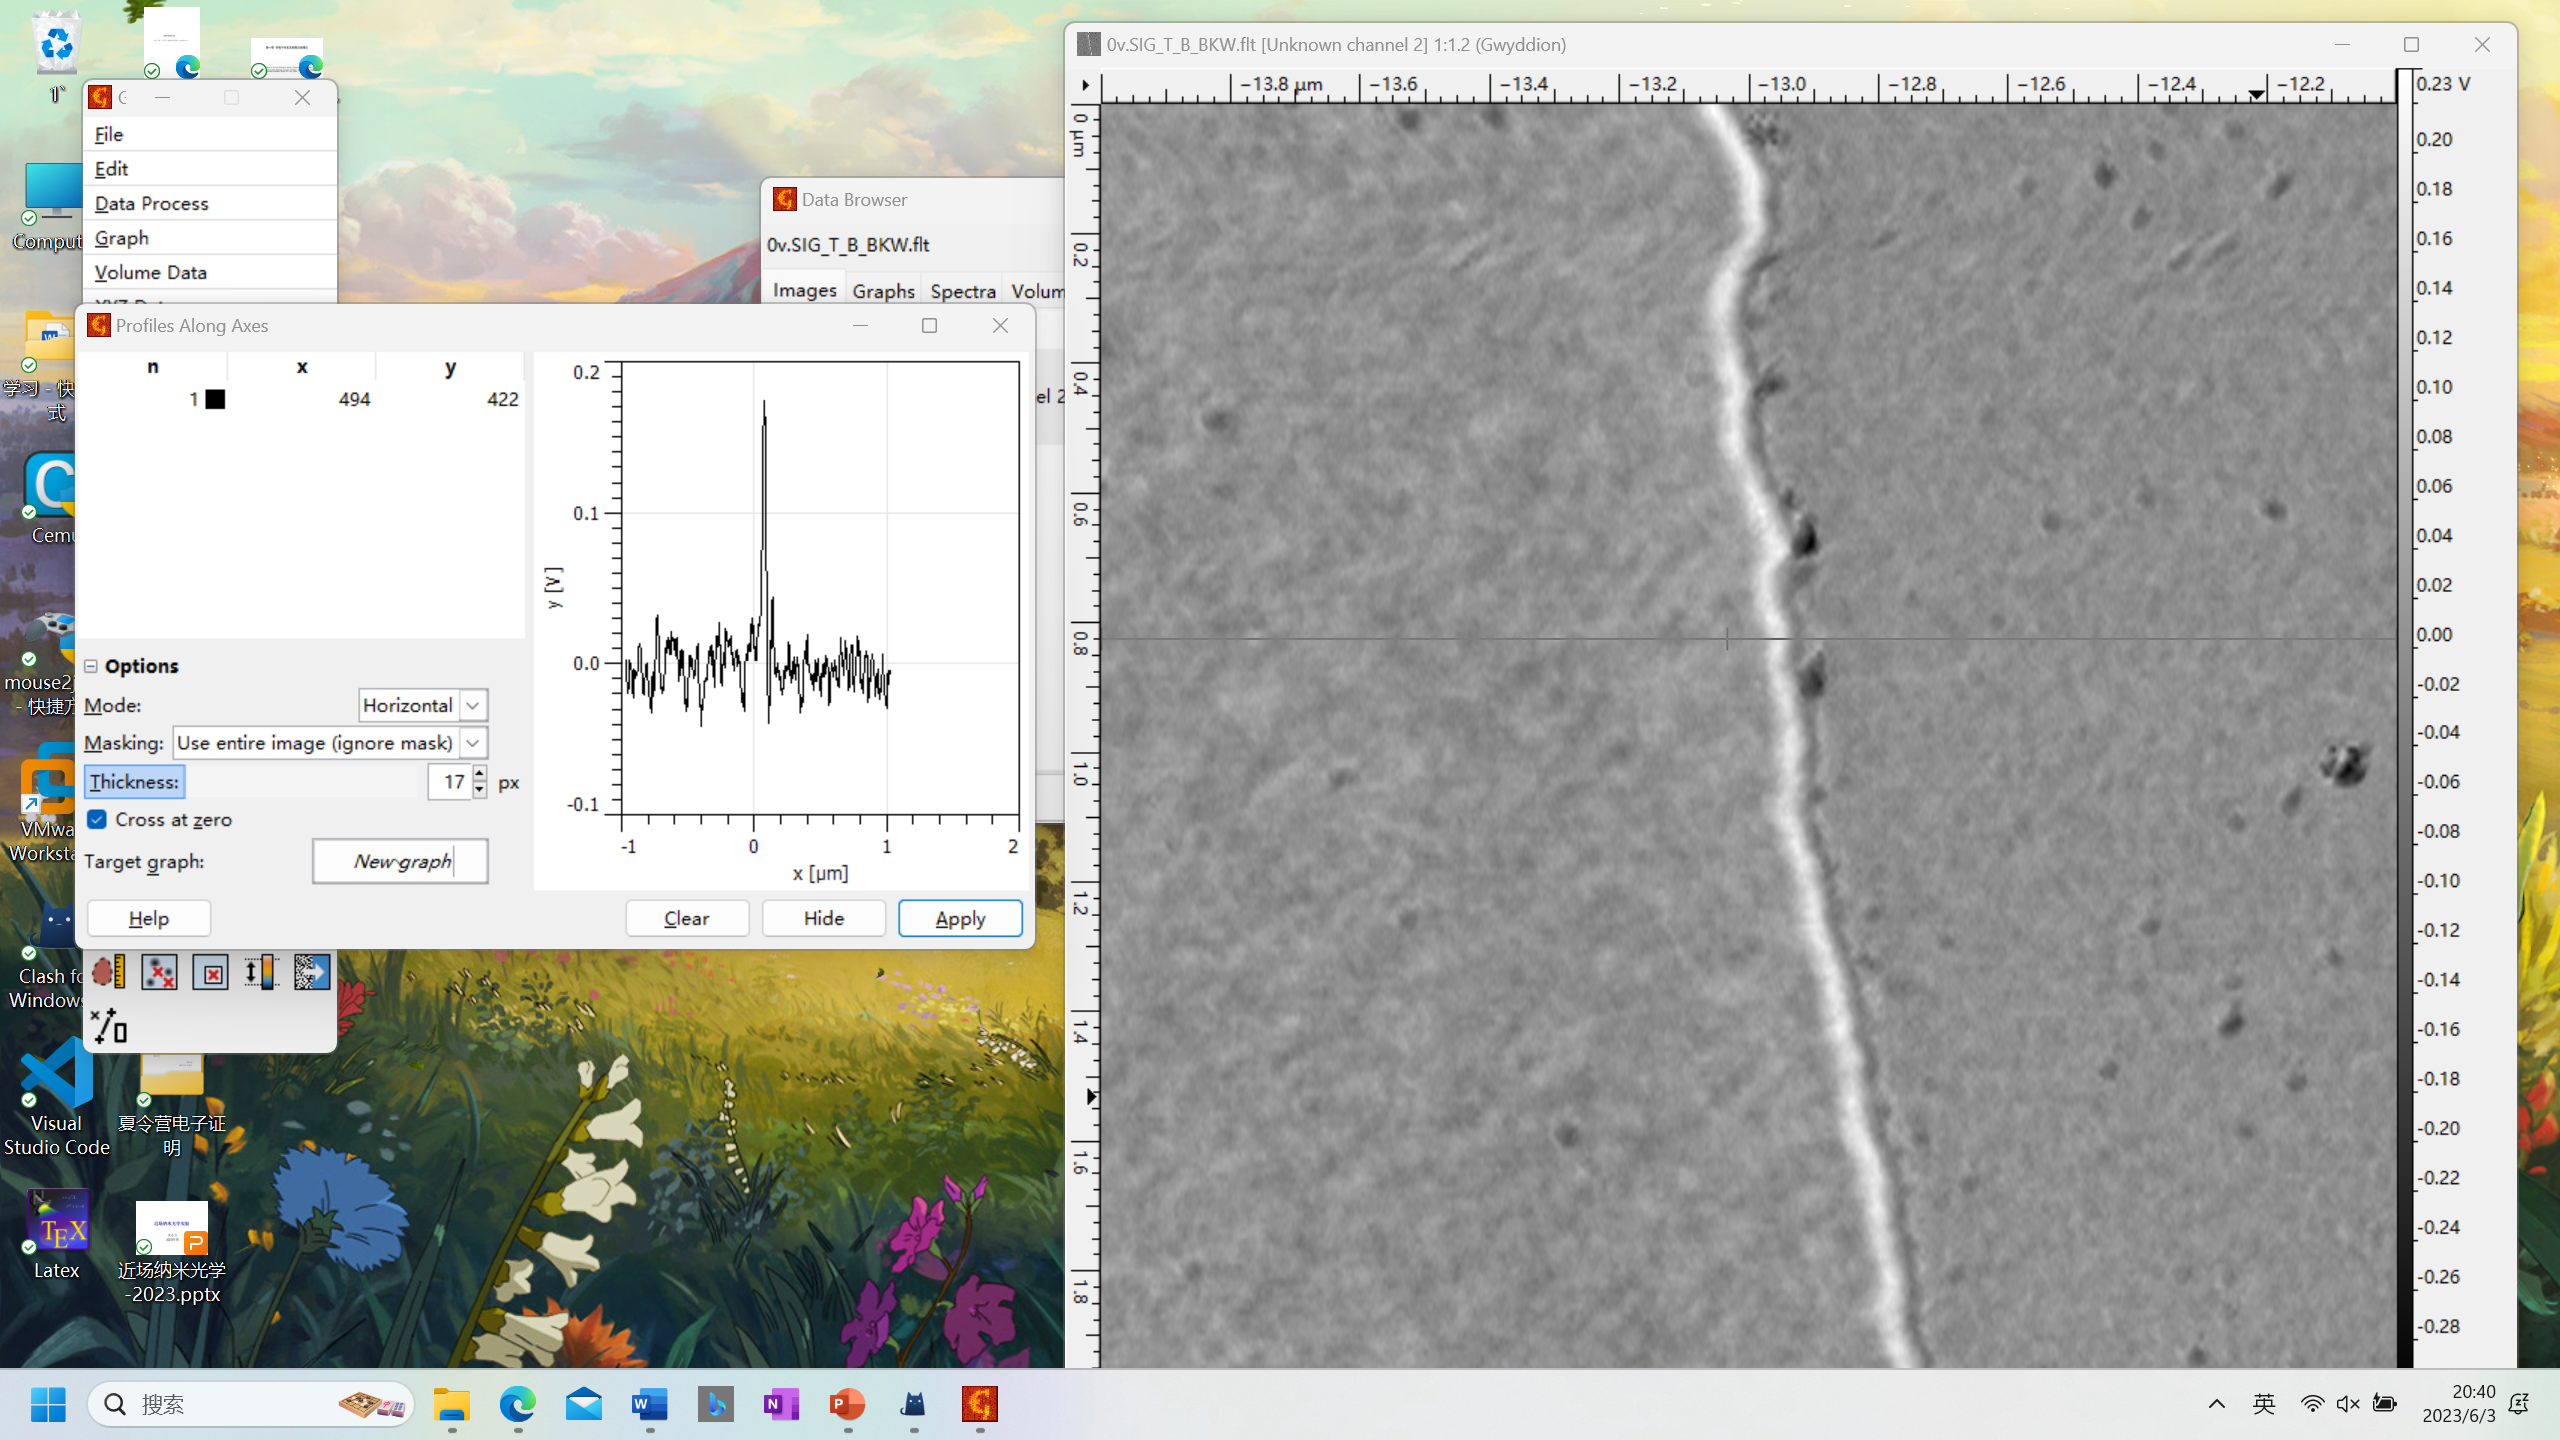 1`
Comput
学习 - 快
式
Cemu
mouse2j
- 快捷方
VMwa
Worksta
Clash fo
Windows
Visual
Studio Code
夏令营电子证
明
TEX
Latex
近场纳米光学
-2023.pptx
G
File
Edit
Data Process
Graph
Volume Data
Data Browser
0v.SIG_T_B_BKW.flt
Images Graphs Spectra Volum
el 2
Profiles Along Axes
n x y
1 494 422
Options
Mode: Horizontal
Masking: Use entire image (ignore mask)
Thickness: 17 px
Cross at zero
Target graph: New graph
Help Clear Hide Apply
0.2
0.1
0.0
-0.1
y [V]
-1 0 1 2
x [µm]
0v.SIG_T_B_BKW.flt [Unknown channel 2] 1:1.2 (Gwyddion)
−13.8 µm −13.6 −13.4 −13.2 −13.0 −12.8 −12.6 −12.4 −12.2
0 µm
0.2
0.4
0.6
0.8
1.0
1.2
1.4
1.6
1.8
0.23 V
0.20
0.18
0.16
0.14
0.12
0.10
0.08
0.06
0.04
0.02
0.00
-0.02
-0.04
-0.06
-0.08
-0.10
-0.12
-0.14
-0.16
-0.18
-0.20
-0.22
-0.24
-0.26
-0.28
搜索
英
20:40
2023/6/3